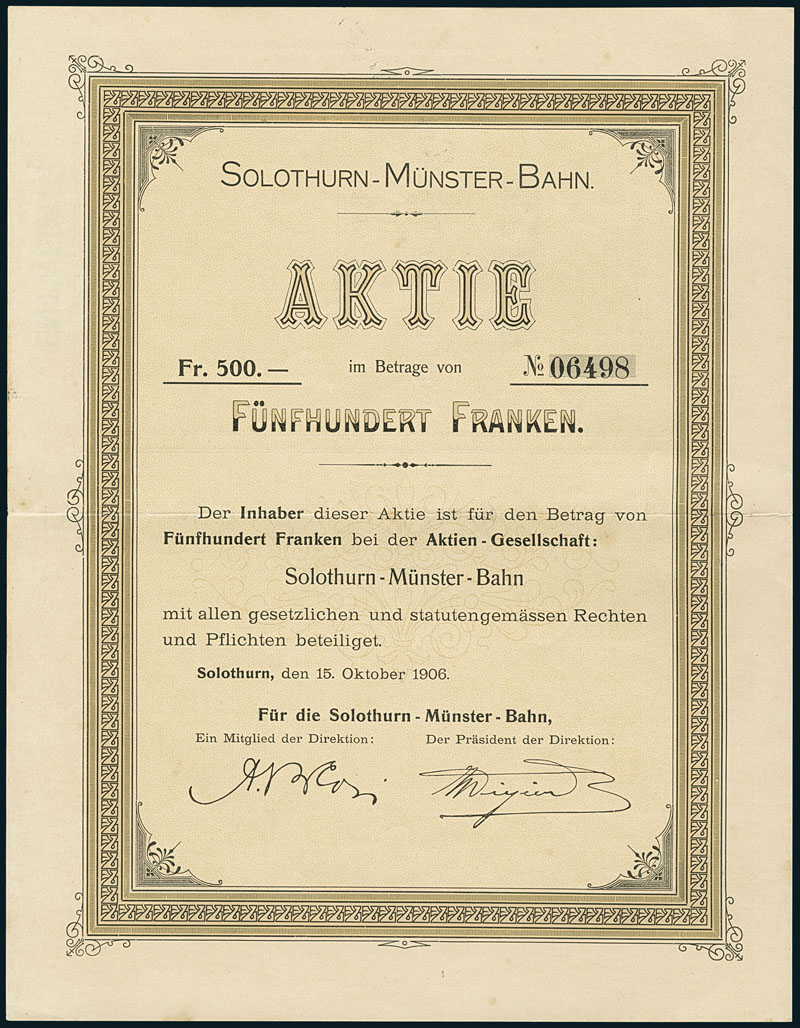 SOLOTHURN-MÜNSTER-BAHN.
AKTIE
Fr. 500.— im Betrage von № 06498
FÜNFHUNDERT FRANKEN.
Der Inhaber dieser Aktie ist für den Betrag von
Fünfhundert Franken bei der Aktien-Gesellschaft:
Solothurn-Münster-Bahn
mit allen gesetzlichen und statutengemässen Rechten
und Pflichten beteiliget.
Solothurn, den 15. Oktober 1906.
Für die Solothurn-Münster-Bahn,
Ein Mitglied der Direktion: Der Präsident der Direktion: